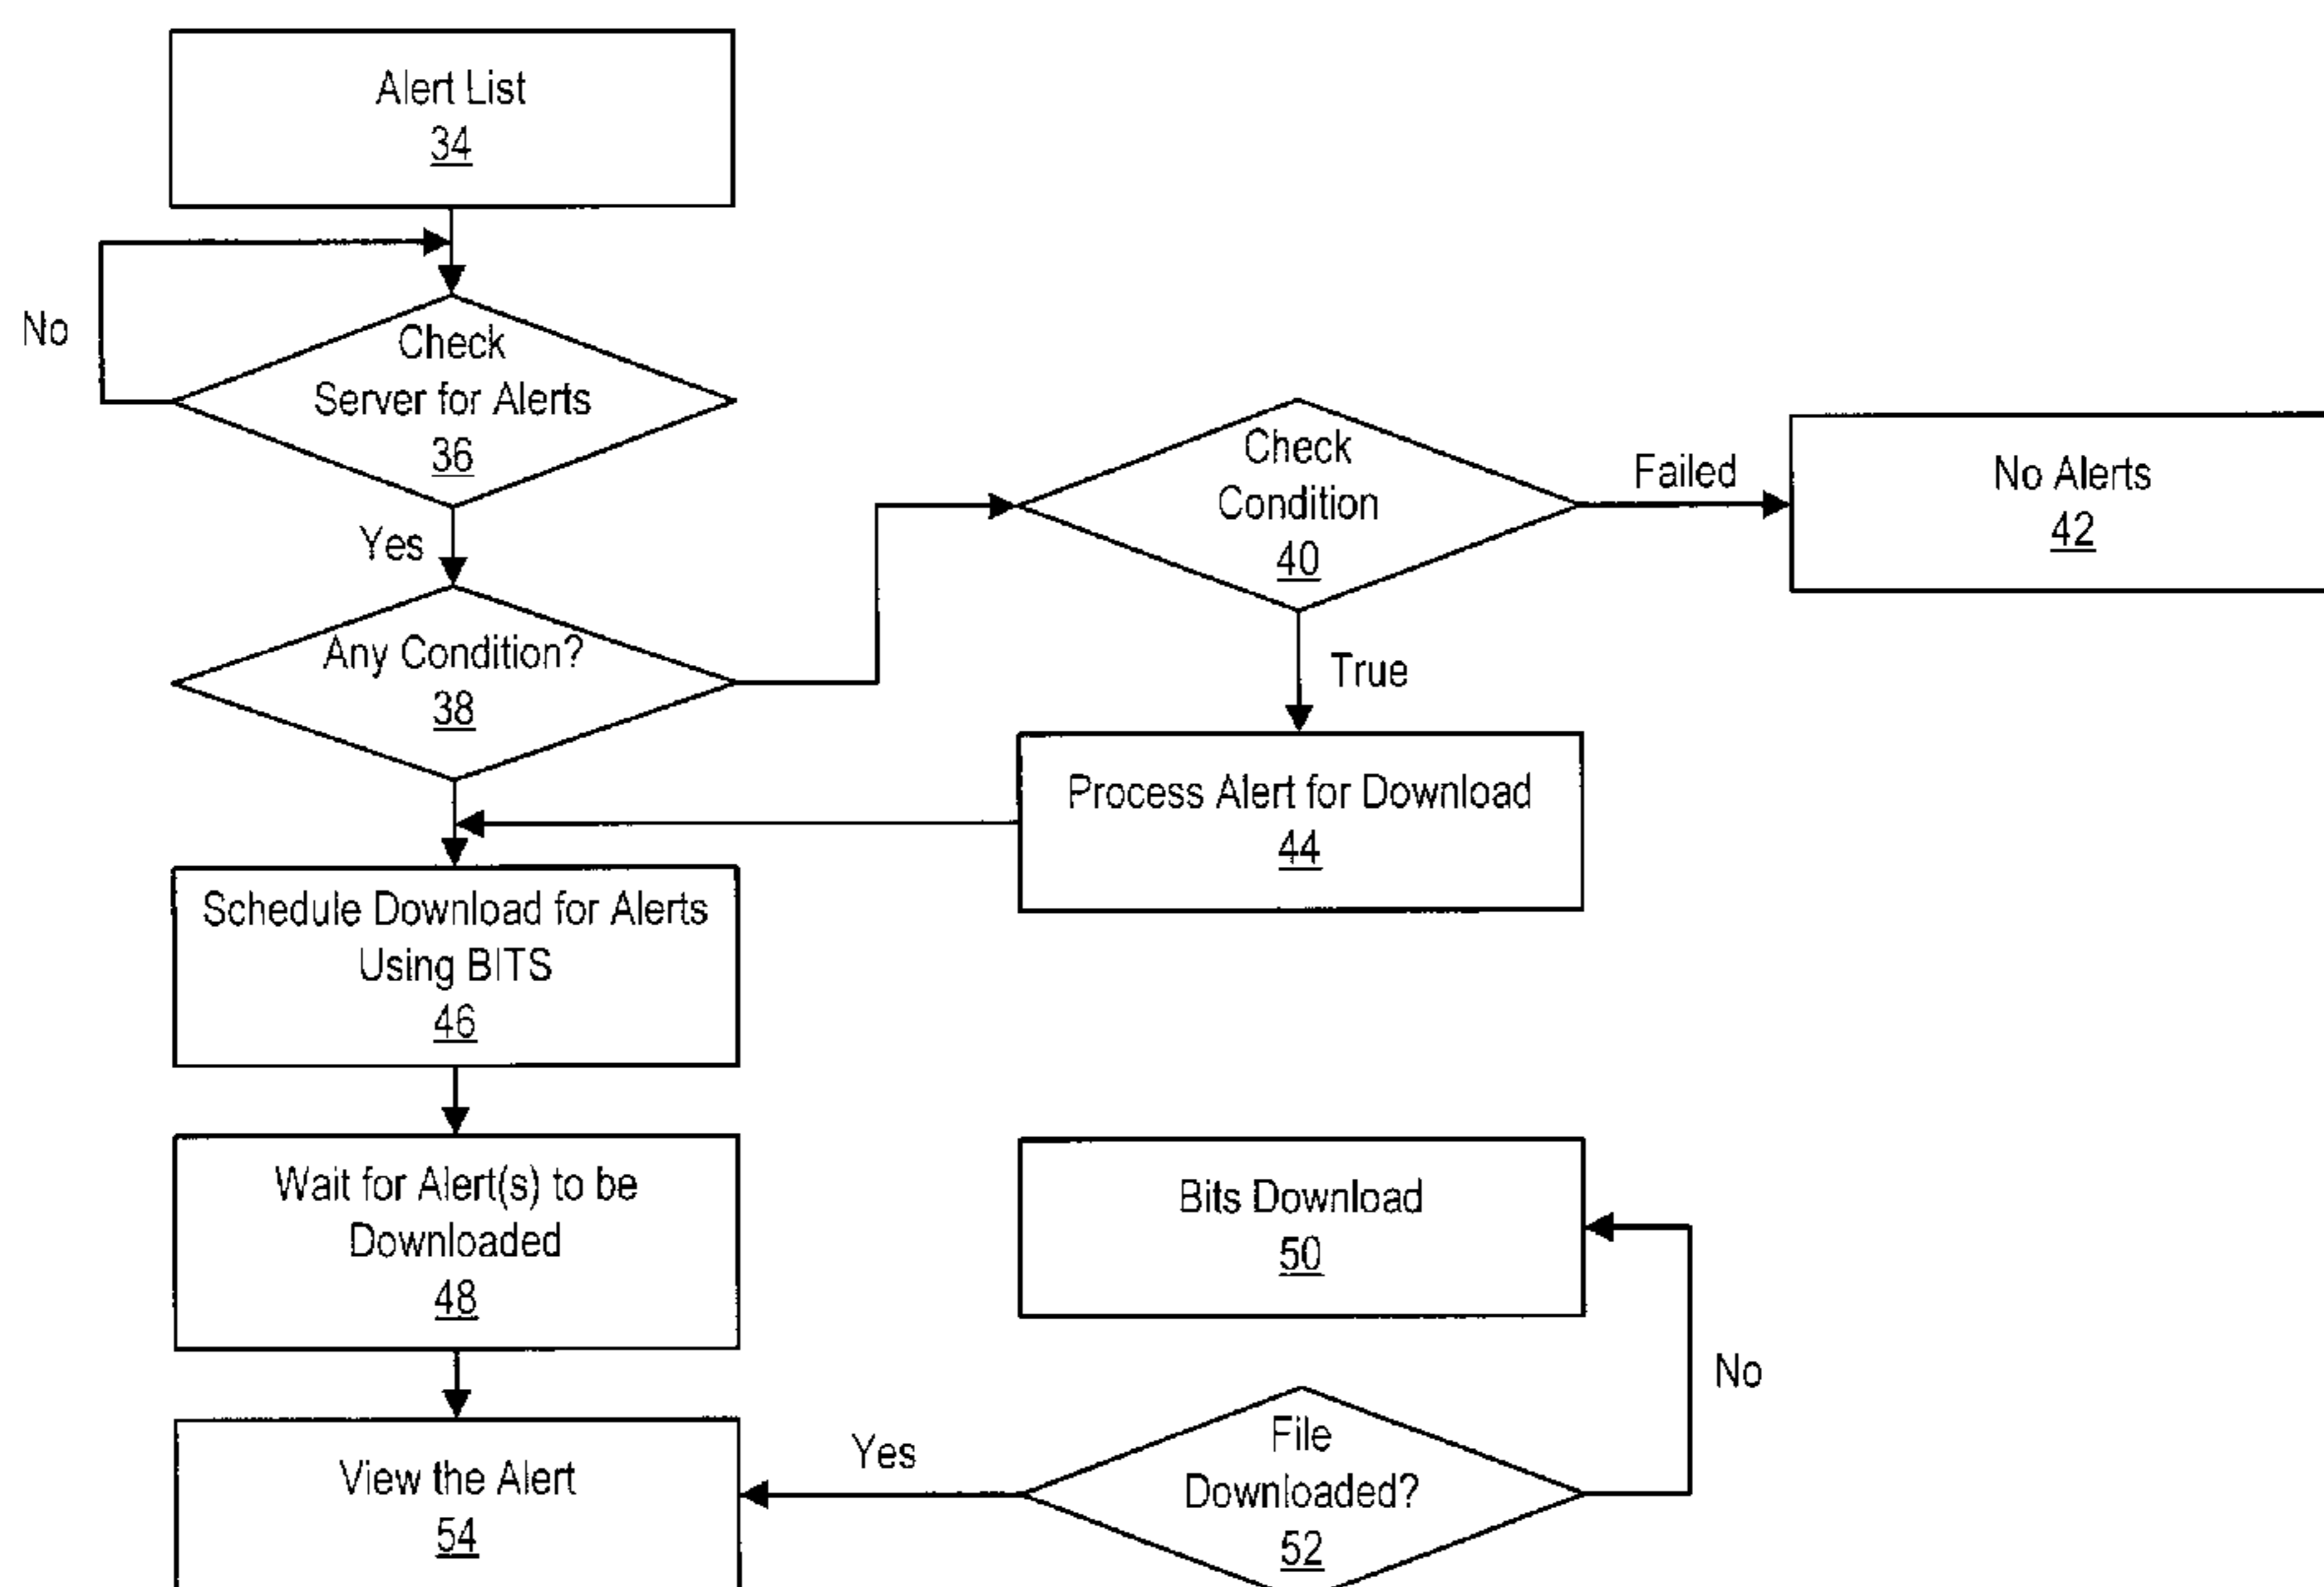 Alert List
34
No
Check
Server for Alerts
36
Yes
Any Condition?
38
Check
Condition
40
Failed
No Alerts
42
True
Process Alert for Download
44
Schedule Download for Alerts
Using BITS
46
Wait for Alert(s) to be
Downloaded
48
Bits Download
50
No
File
Downloaded?
52
Yes
View the Alert
54